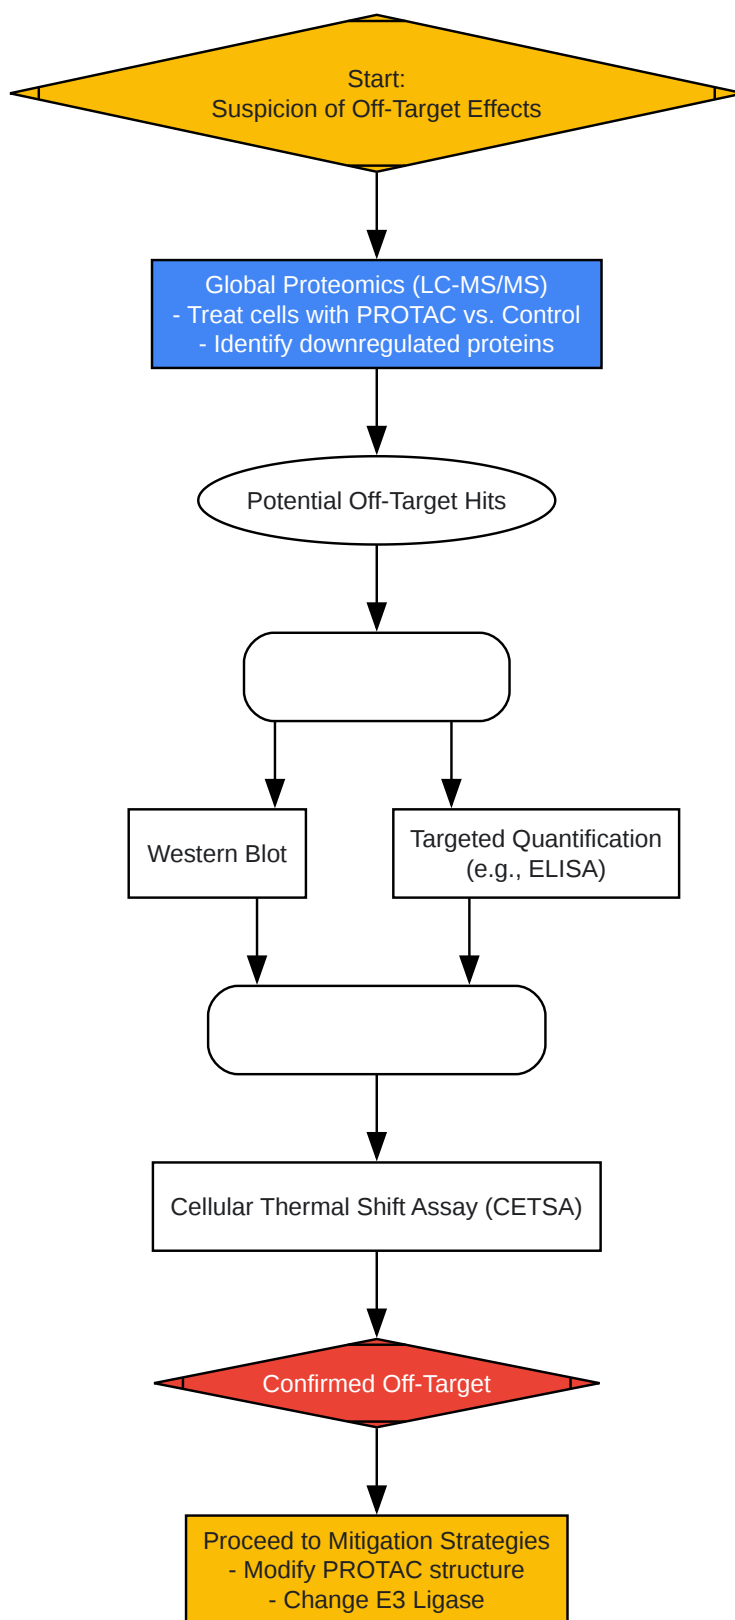 Start:
Suspicion of Off-Target Effects
Global Proteomics (LC-MS/MS)
- Treat cells with PROTAC vs. Control
- Identify downregulated proteins
Potential Off-Target Hits
Western Blot
Targeted Quantification
(e.g., ELISA)
Cellular Thermal Shift Assay (CETSA)
Confirmed Off-Target
Proceed to Mitigation Strategies
- Modify PROTAC structure
- Change E3 Ligase